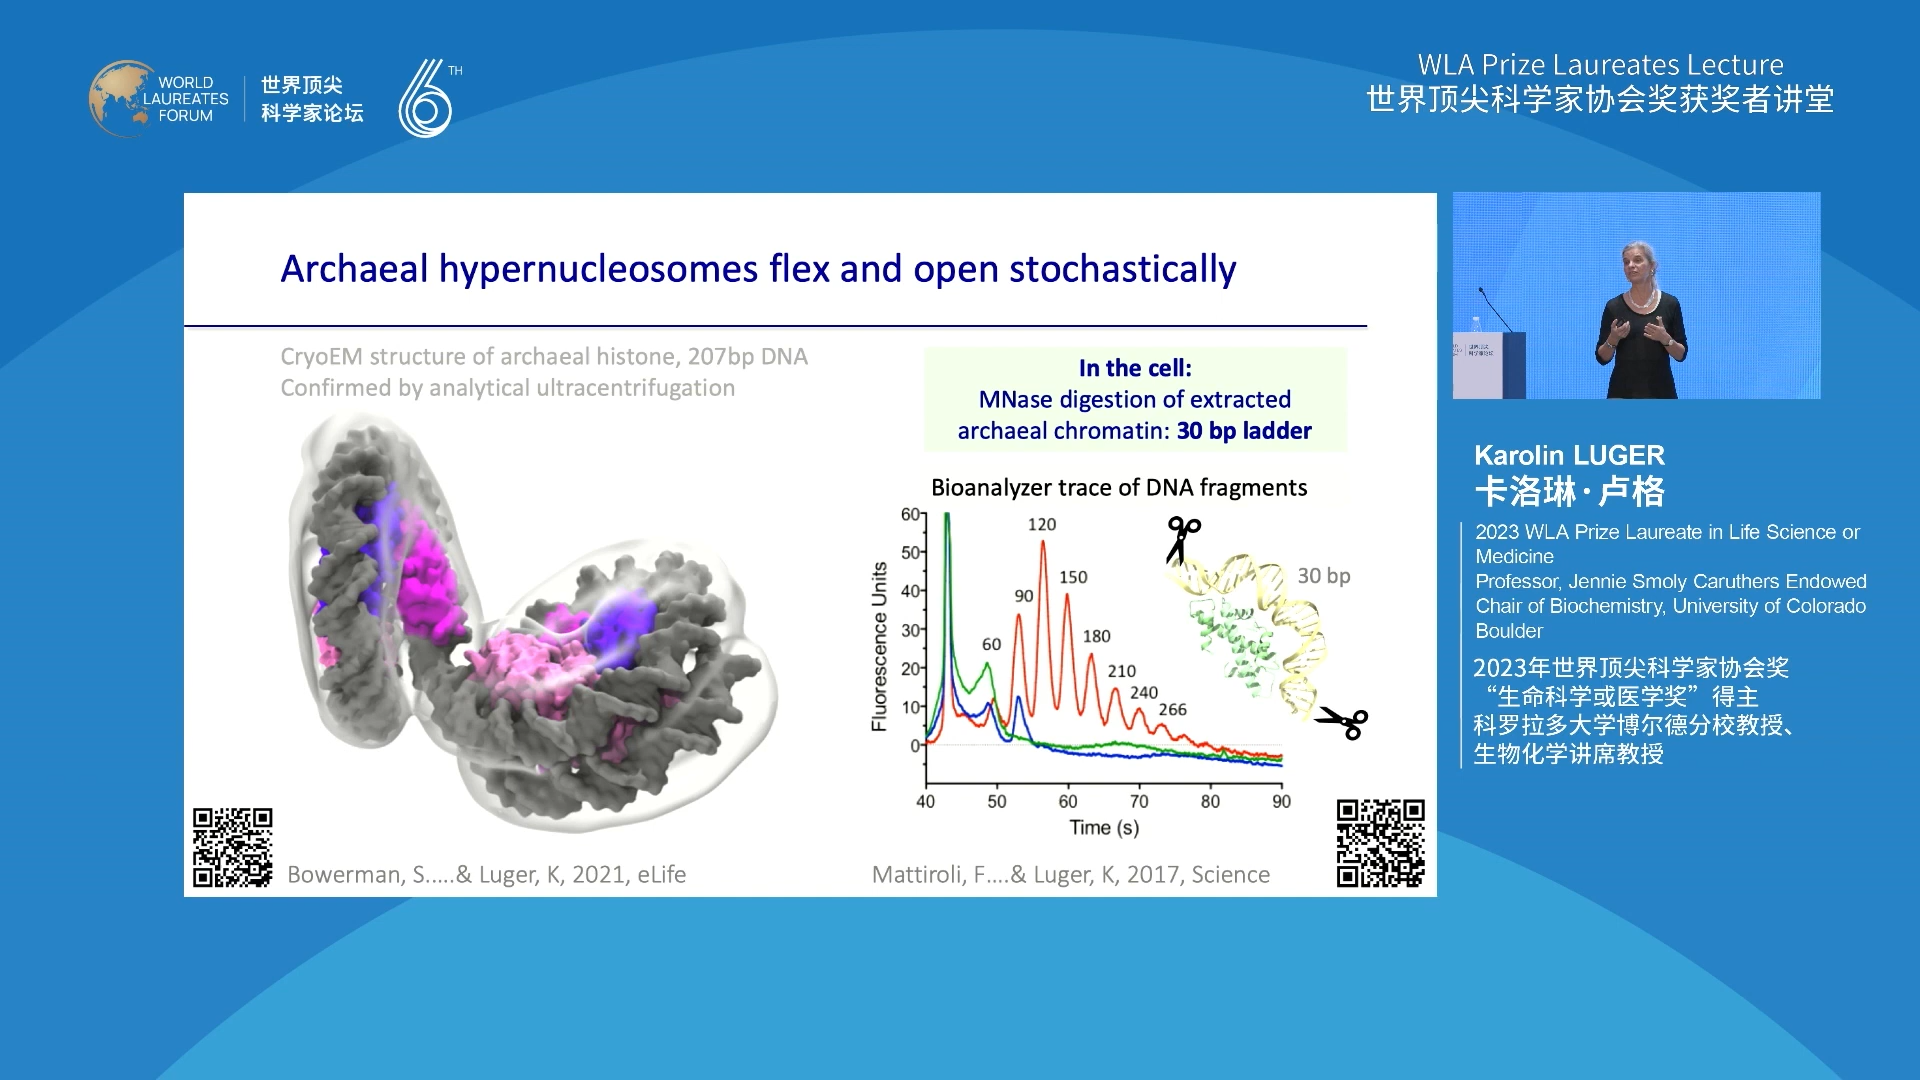 WORLD
LAUREATES
FORUM
世界顶尖
科学家论坛
6
TH
WLA Prize Laureates Lecture
世界顶尖科学家协会奖获奖者讲堂
Archaeal hypernucleosomes flex and open stochastically
CryoEM structure of archaeal histone, 207bp DNA
Confirmed by analytical ultracentrifugation
In the cell:
MNase digestion of extracted
archaeal chromatin: 30 bp ladder
Bioanalyzer trace of DNA fragments
Fluorescence Units
60
50
40
30
20
10
0
60
90
120
150
180
210
240
266
30 bp
40
50
60
70
80
90
Time (s)
Bowerman, S.....& Luger, K, 2021, eLife
Mattiroli, F....& Luger, K, 2017, Science
世界顶尖
科学家论坛
Karolin LUGER
卡洛琳·卢格
2023 WLA Prize Laureate in Life Science or
Medicine
Professor, Jennie Smoly Caruthers Endowed
Chair of Biochemistry, University of Colorado
Boulder
2023年世界顶尖科学家协会奖
“生命科学或医学奖”得主
科罗拉多大学博尔德分校教授、
生物化学讲席教授